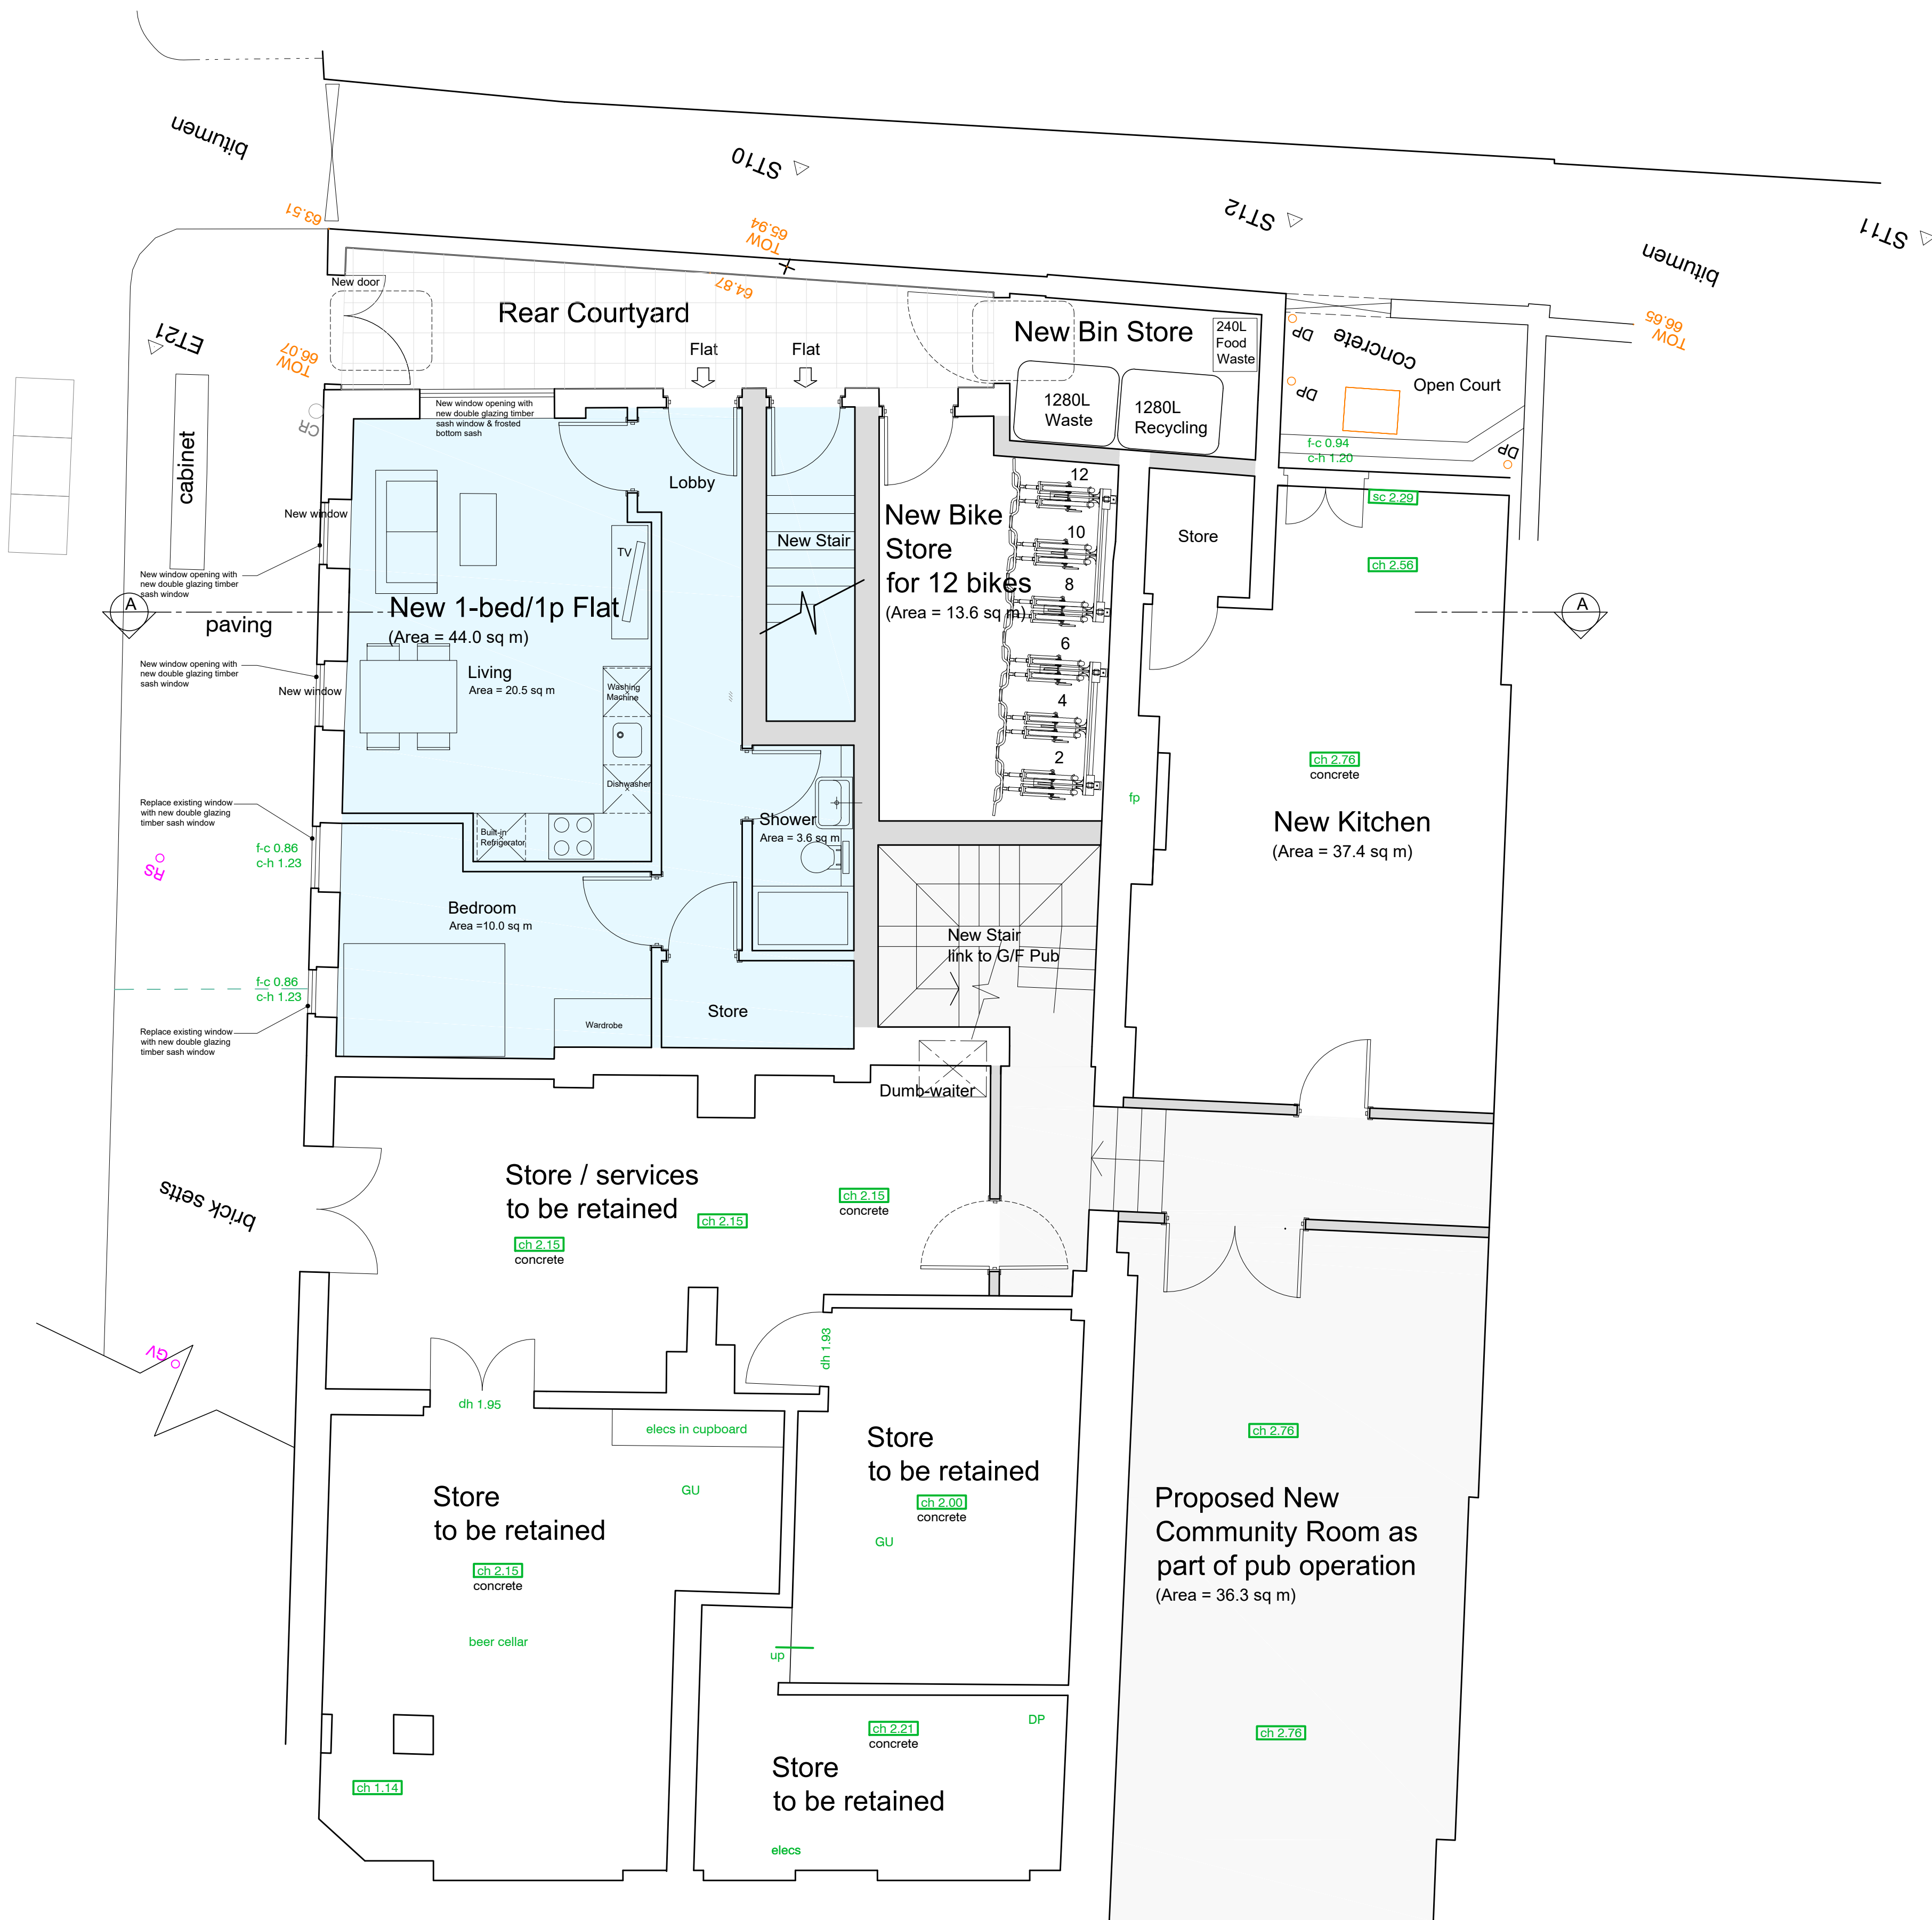 bitumen
ST10
ST12
ST11
bitumen
63.51
65.94
TOW
64.87
66.65
TOW
New door
Rear Courtyard
New Bin Store
240L
Food
Waste
DP
concrete
ET21
66.07
TOW
Flat
Flat
DP
Open Court
1280L
Waste
1280L
Recycling
CR
New window opening with
new double glazing timber
sash window & frosted
bottom sash
f-c 0.94
c-h 1.20
DP
cabinet
Lobby
12
sc 2.29
New window
New Bike
Store
for 12 bikes
(Area = 13.6 sq m)
10
Store
New Stair
TV
ch 2.56
New window opening with
new double glazing timber
sash window
8
A
A
paving
New 1-bed/1p Flat
(Area = 44.0 sq m)
6
New window opening with
new double glazing timber
sash window
New window
Living
Area = 20.5 sq m
Washing
Machine
4
2
ch 2.76
concrete
Dishwasher
fp
Replace existing window
with new double glazing
timber sash window
Shower
Area = 3.6 sq m
New Kitchen
(Area = 37.4 sq m)
Built-in
Refrigerator
f-c 0.86
c-h 1.23
RS
Bedroom
Area =10.0 sq m
New Stair
link to G/F Pub
f-c 0.86
c-h 1.23
Store
Wardrobe
Replace existing window
with new double glazing
timber sash window
Dumb-waiter
Store / services
to be retained
ch 2.15
concrete
brick setts
ch 2.15
ch 2.15
concrete
GV
dh 1.93
dh 1.95
elecs in cupboard
Store
to be retained
ch 2.76
GU
Store
to be retained
ch 2.00
concrete
Proposed New
Community Room as
part of pub operation
(Area = 36.3 sq m)
GU
ch 2.15
concrete
beer cellar
up
DP
ch 2.21
concrete
ch 2.76
Store
to be retained
ch 1.14
elecs